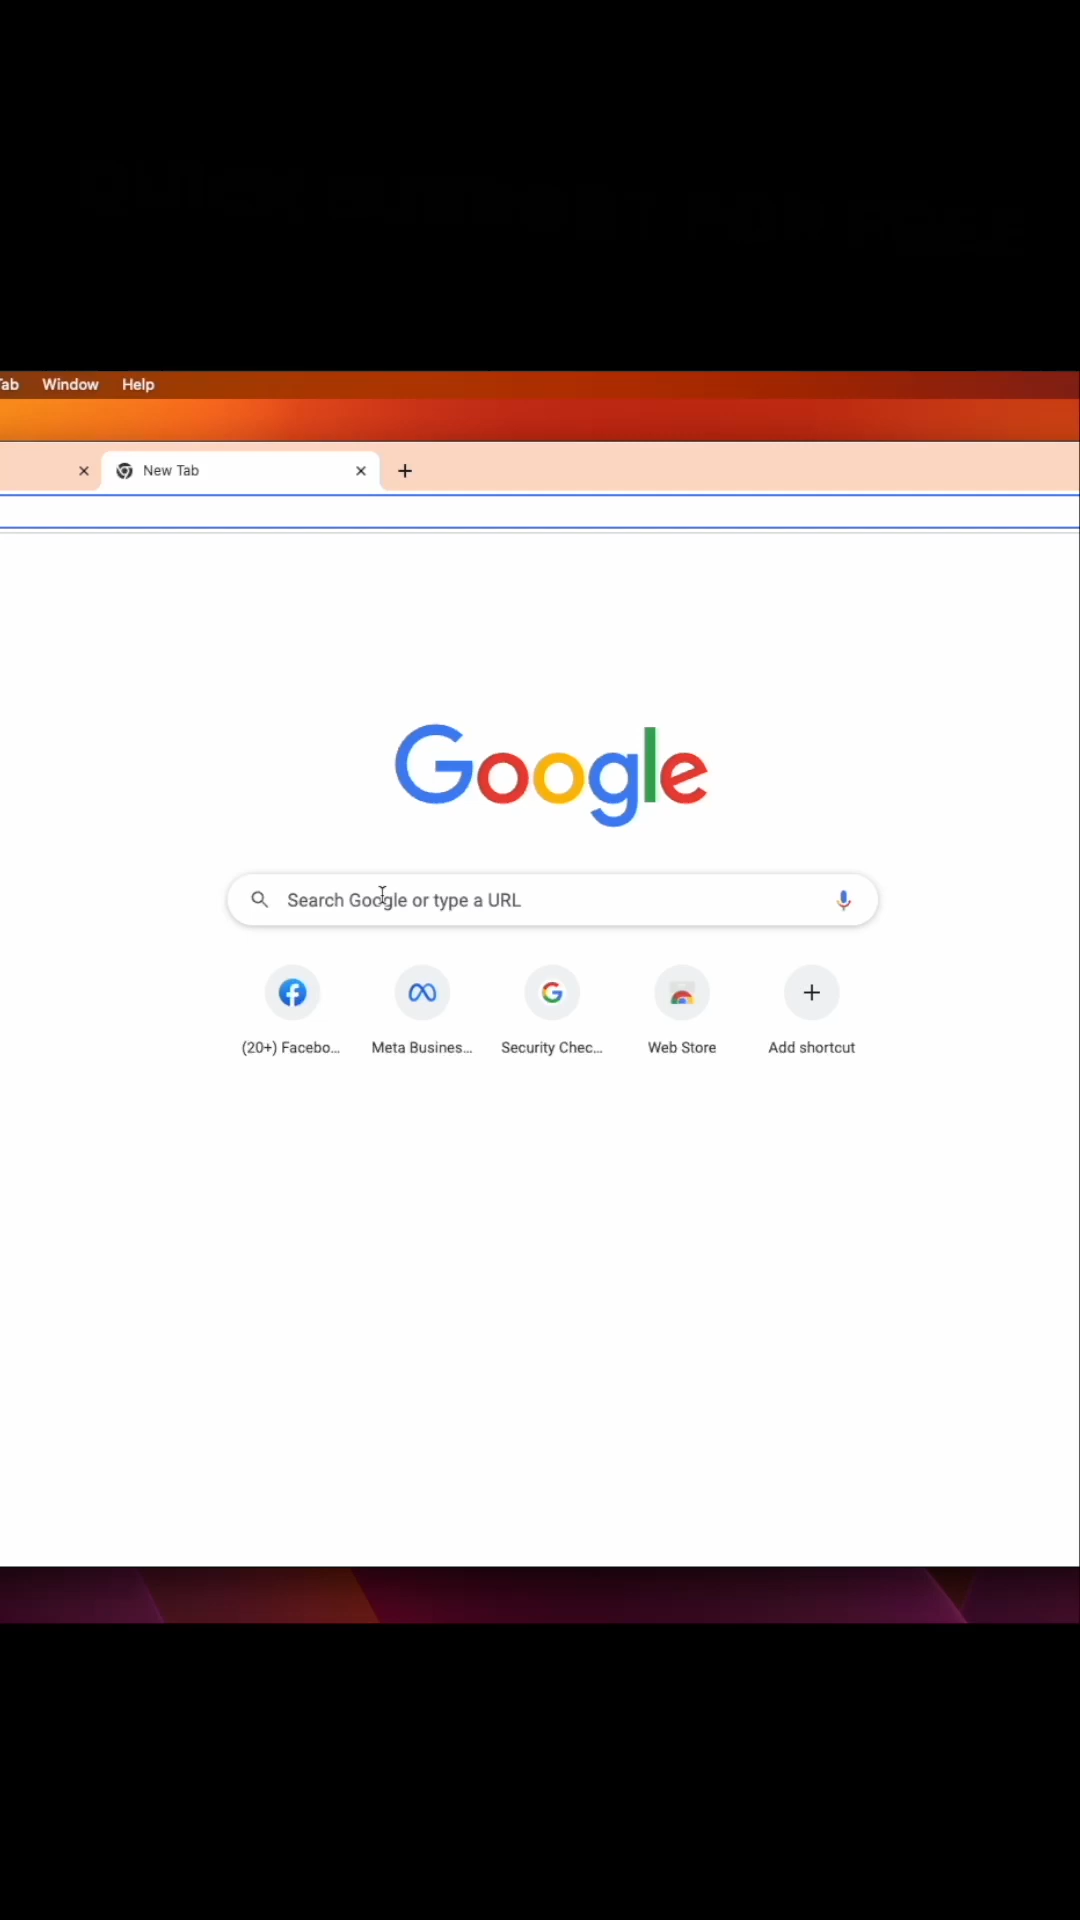 Window Help
New Tab
Google
Search Google or type a URL
(20+) Facebo... Meta Busines... Security Chec... Web Store Add shortcut